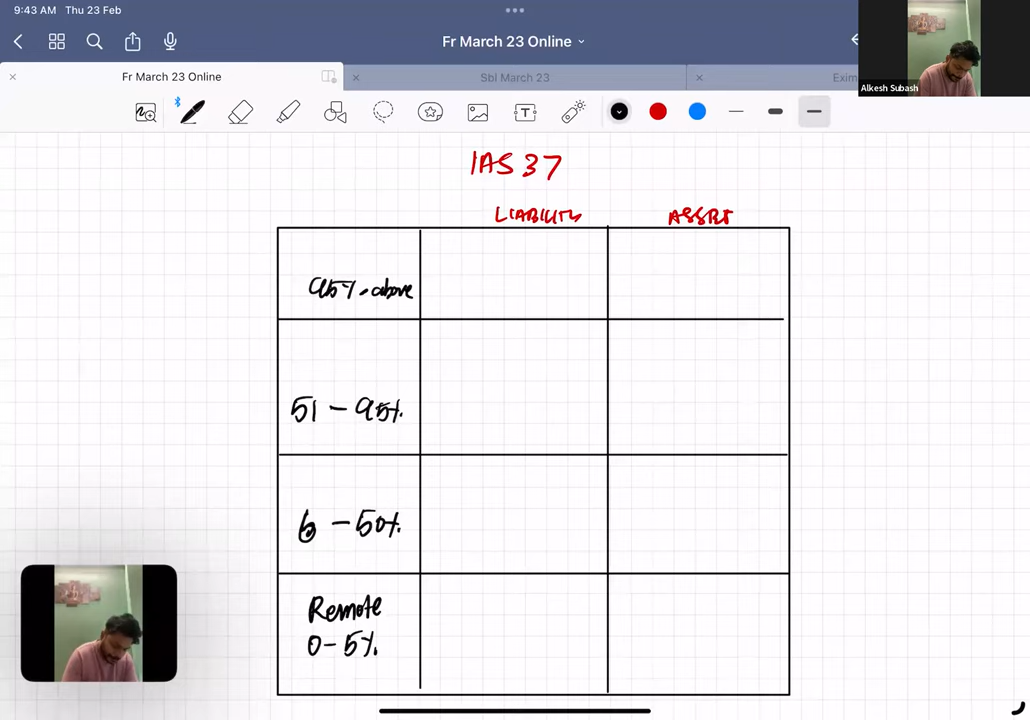 9:43 AM Thu 23 Feb
Fr March 23 Online
Fr March 23 Online
Sbl March 23
Exim
Alkesh Subash
IAS 37
LIABILITY
ASSET
95% - above
51 - 95%
6 - 50%
Remote
0 - 5%